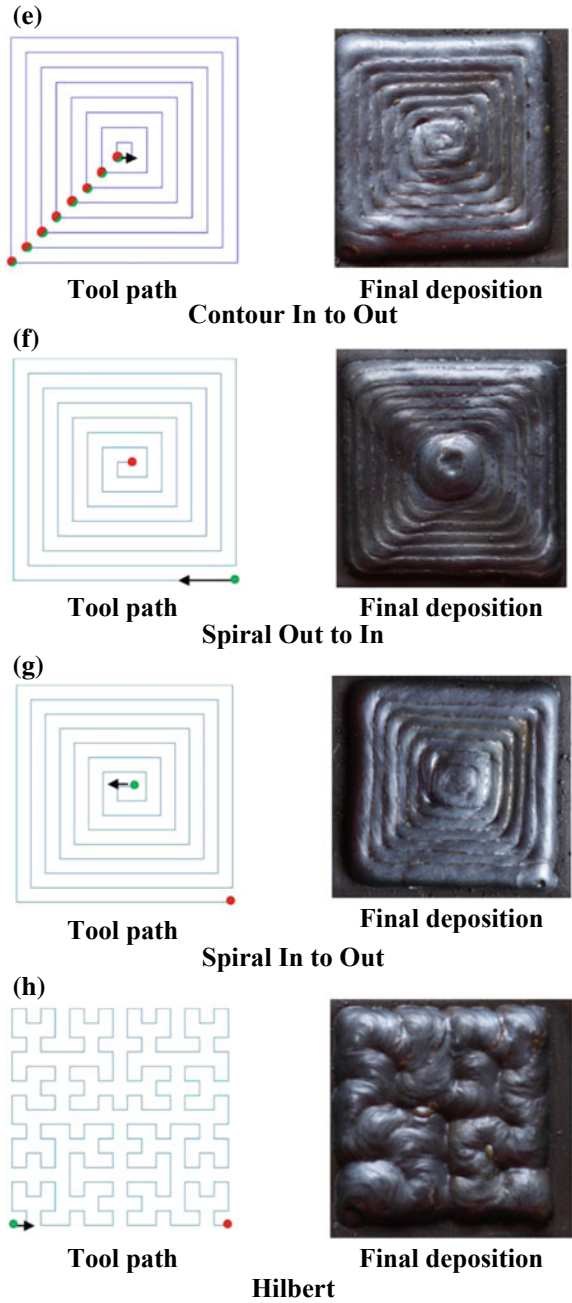 (e)
Tool path Final deposition
Contour In to Out
(f)
Tool path Final deposition
Spiral Out to In
(g)
Tool path Final deposition
Spiral In to Out
(h)
Tool path Final deposition
Hilbert